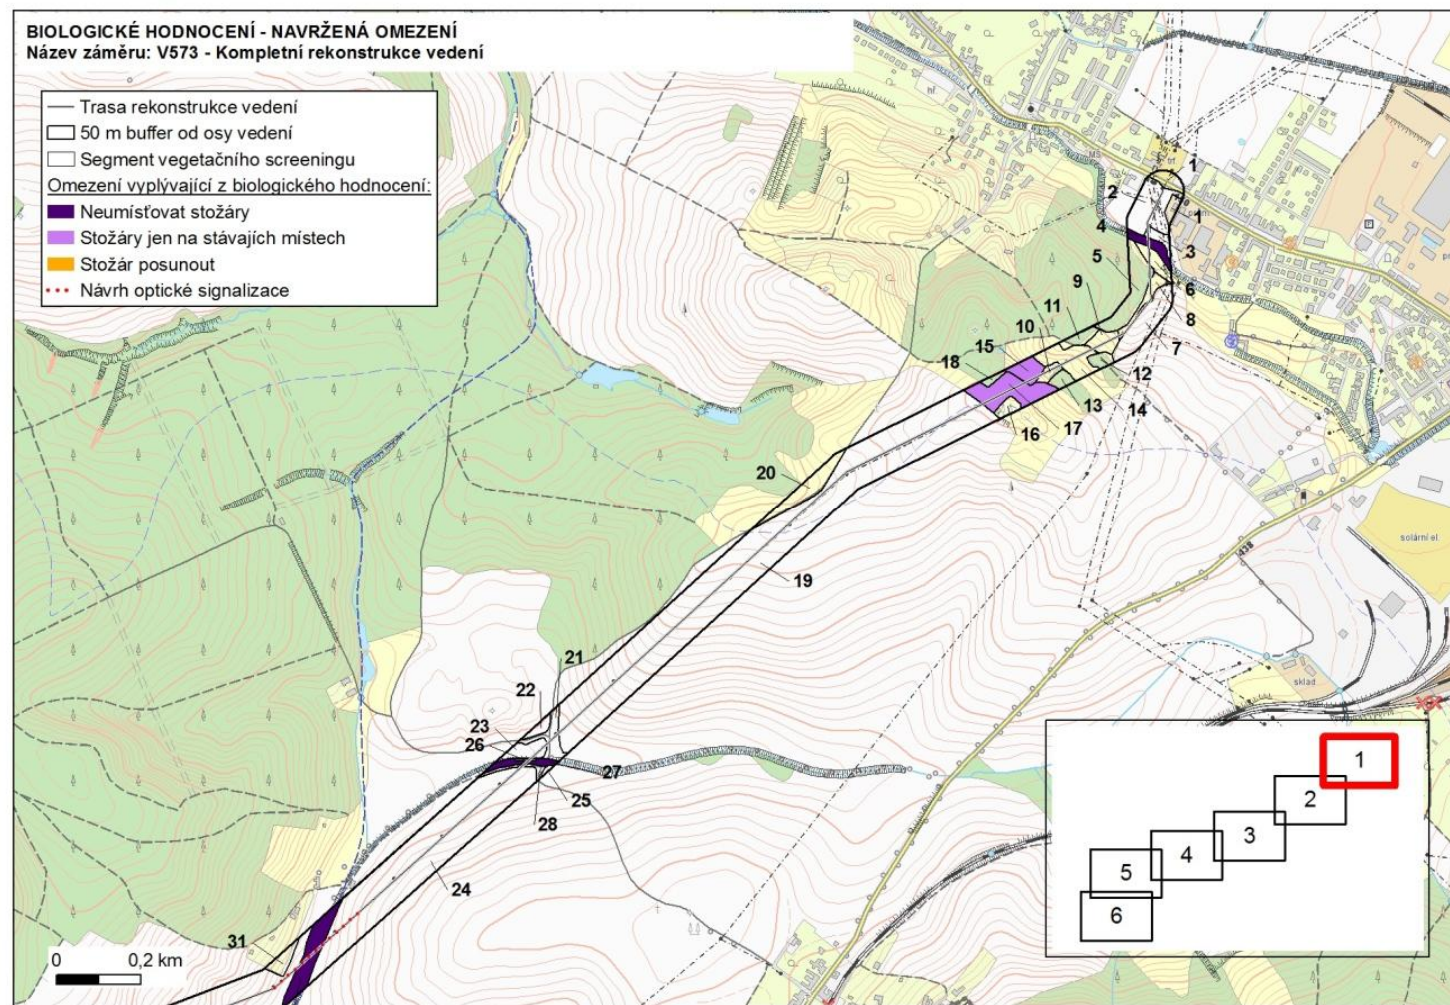 BIOLOGICKÉ HODNOCENÍ - NAVRŽENÁ OMEZENÍ
Název záměru: V573 - Kompletní rekonstrukce vedení
Trasa rekonstrukce vedení
50 m buffer od osy vedení
Segment vegetačního screeningu
Omezení vyplývající z biologického hodnocení:
Neumísťovat stožáry
Stožáry jen na stávajích místech
Stožár posunout
Návrh optické signalizace
hř
MŠ
trf
1
2
1
4
3
5
6
9
8
11
10
7
15
18
12
13
14
16
17
20
438
solární el.
19
21
sklad
22
23
26
27
25
28
24
31
0 0,2 km
1
2
3
4
5
6